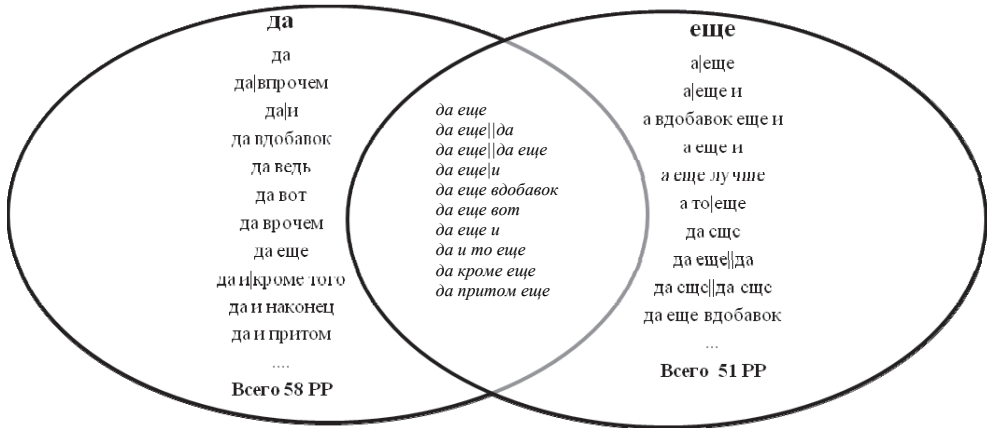 да
да
да|впрочем
да|и
да вдобавок
да ведь
да вот
да врочем
да еще
да и|кроме того
да и наконец
да и притом
....
Всего 58 РР
да еще
да еще||да
да еще||да еще
да еще|и
да еще вдобавок
да еще вот
да еще и
да и то еще
да кроме еще
да притом еще
еще
а|еще
а|еще и
а вдобавок еще и
а еще и
а еще лучше
а то|еще
да еще
да еще||да
да еще||да еще
да еще вдобавок
...
Всего 51 РР